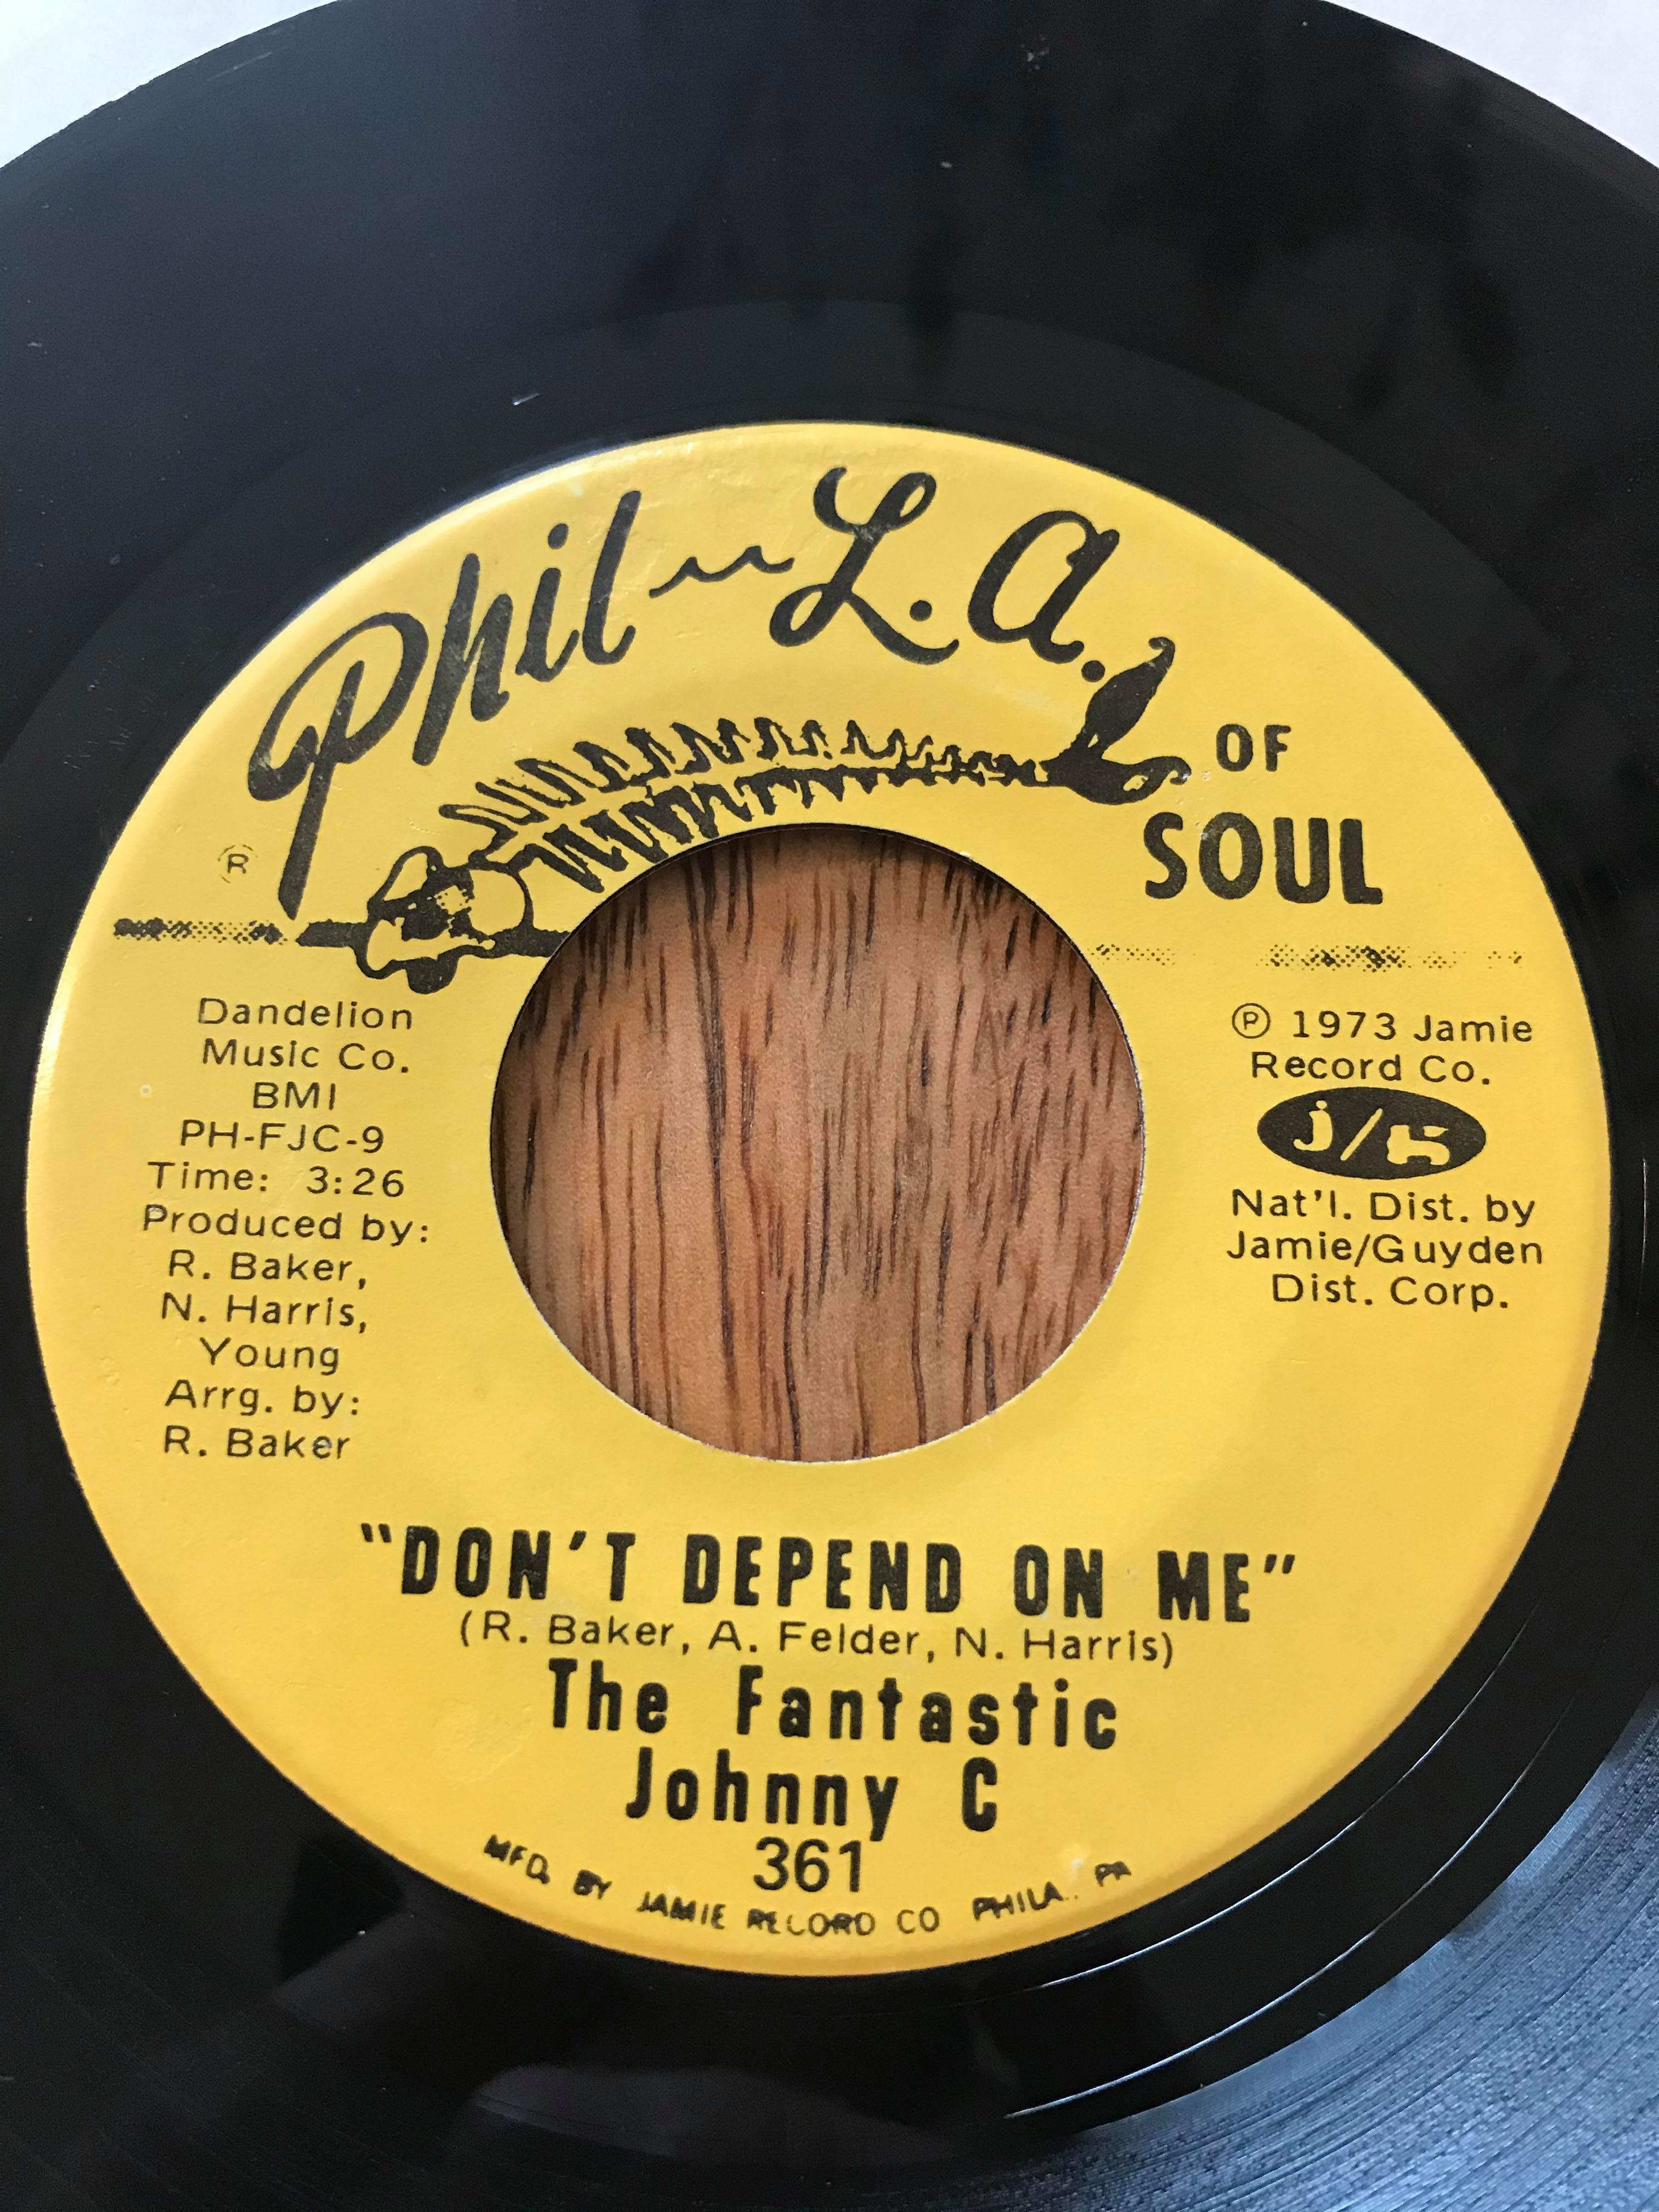 Phil-L.A.
OF
SOUL
®
Dandelion
Music Co.
BMI
PH-FJC-9
Time: 3:26
Produced by:
R. Baker,
N. Harris,
Young
Arrg. by:
R. Baker
℗ 1973 Jamie
Record Co.
j/G
Nat'l. Dist. by
Jamie/Guyden
Dist. Corp.
"DON'T DEPEND ON ME"
(R. Baker, A. Felder, N. Harris)
The Fantastic
Johnny C
361
MFD. BY JAMIE RECORD CO PHILA., PA